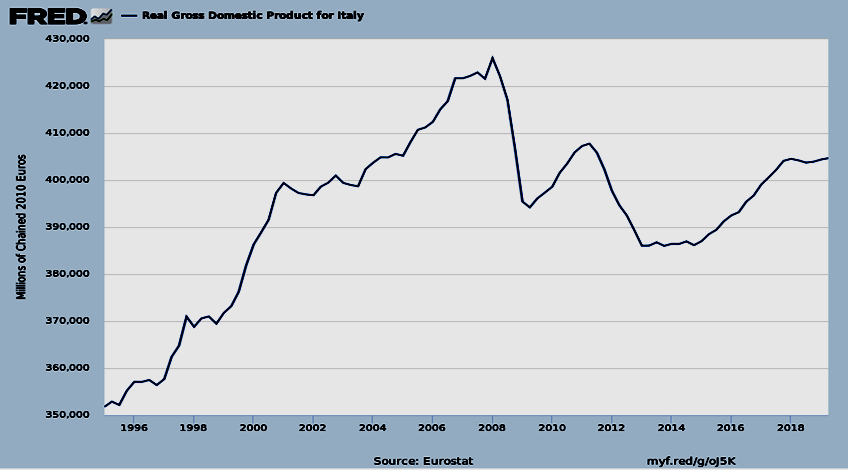 FRED. Real Gross Domestic Product for Italy
430,000
420,000
410,000
400,000
390,000
380,000
370,000
360,000
350,000
Millions of Chained 2010 Euros
1996 1998 2000 2002 2004 2006 2008 2010 2012 2014 2016 2018
Source: Eurostat myf.red/g/oJ5K